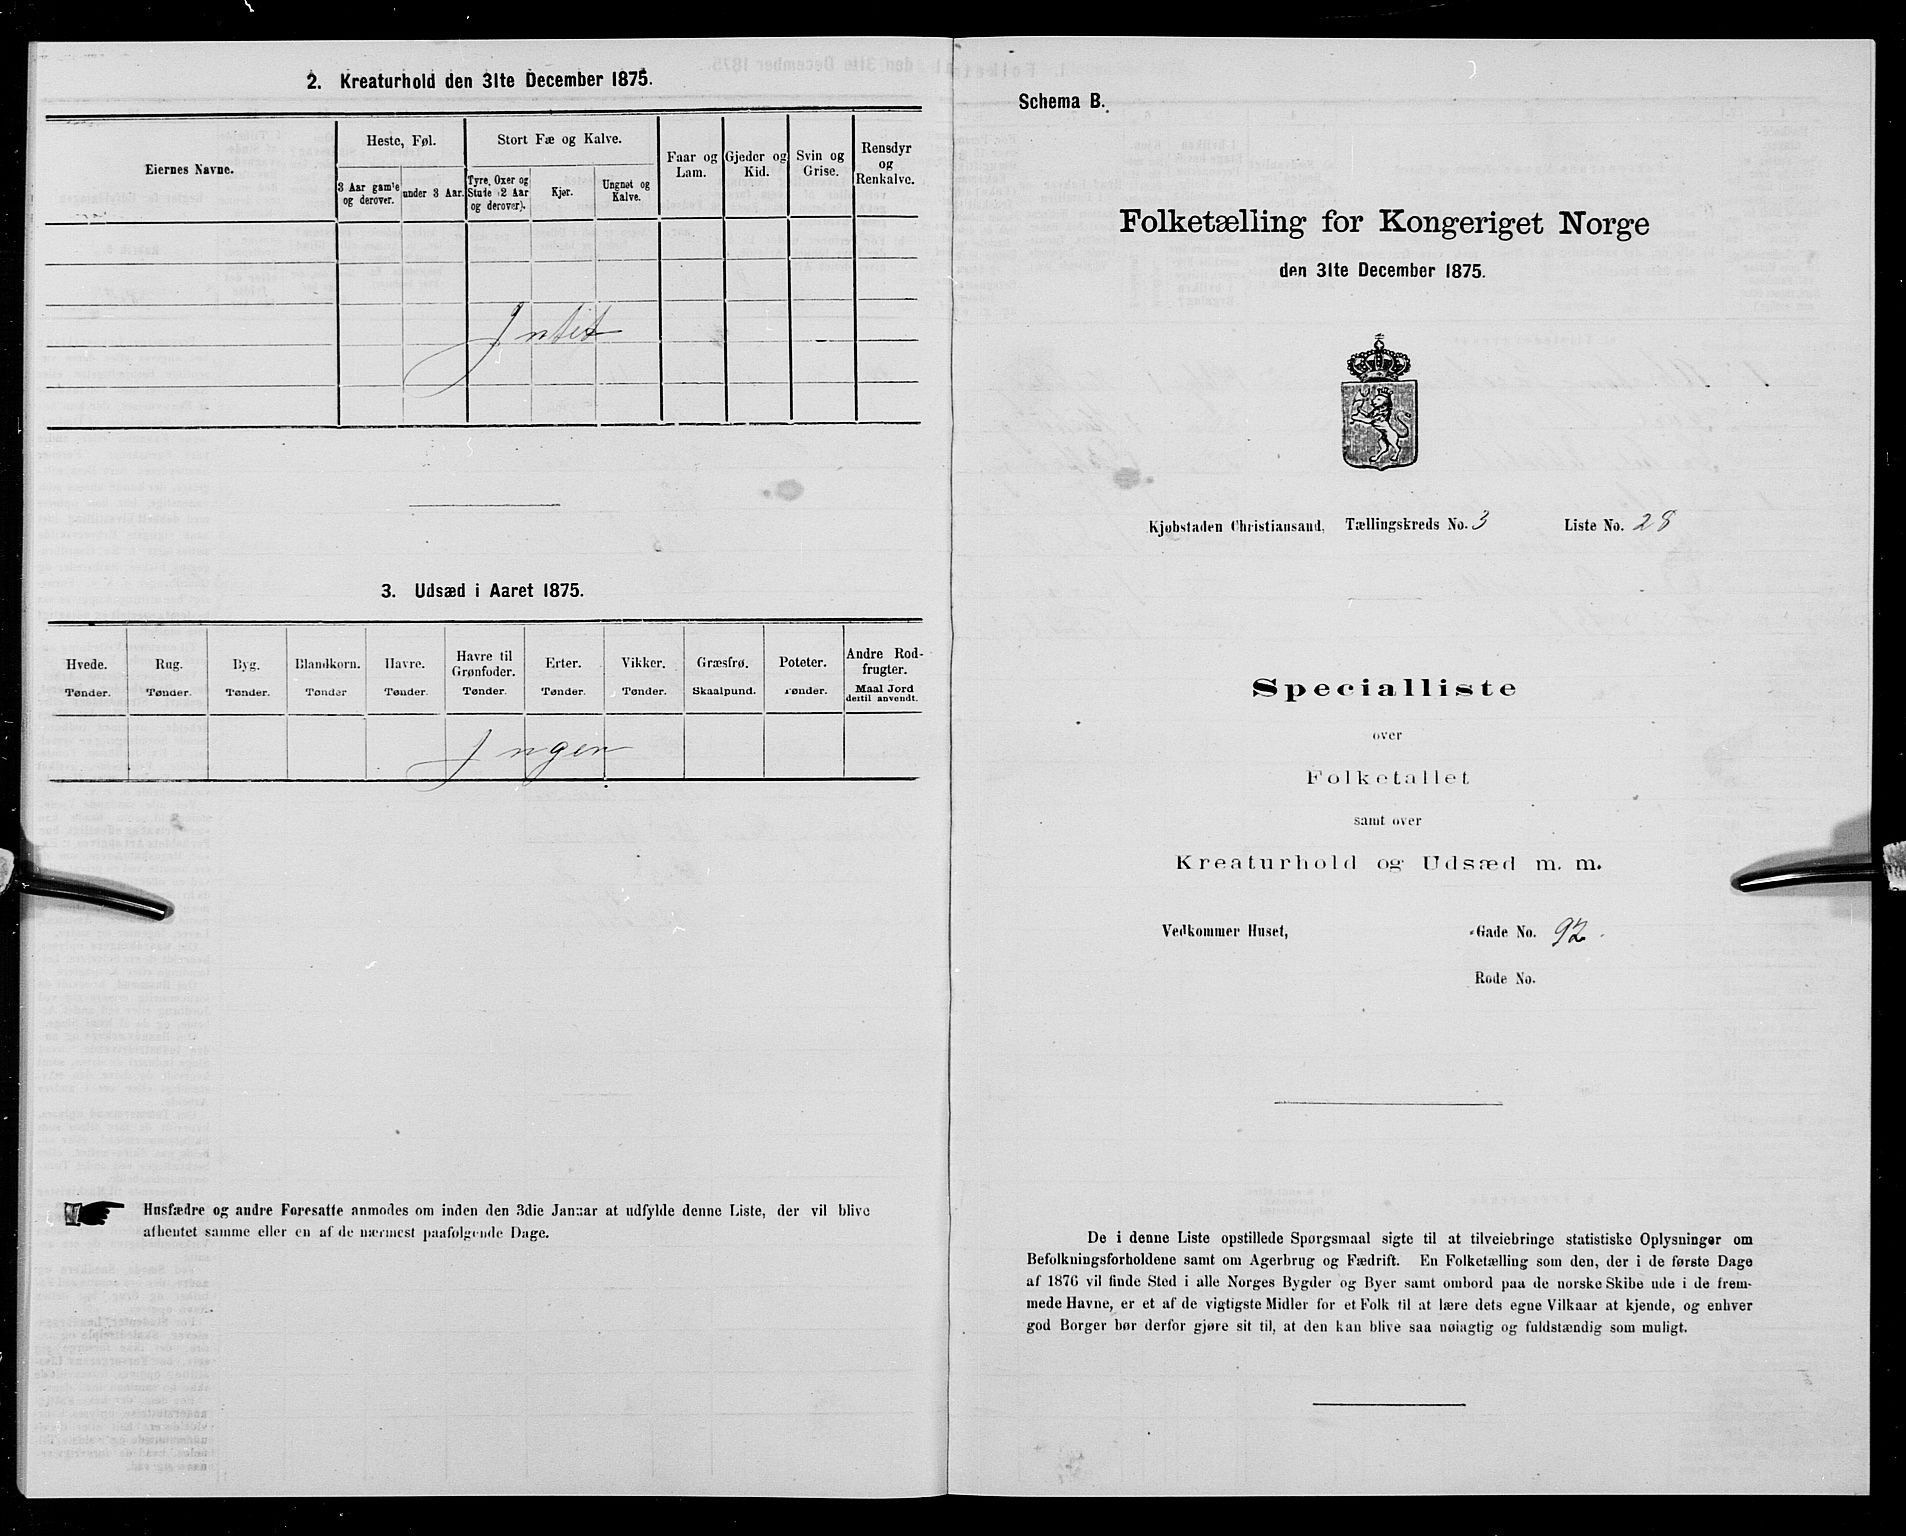 2. Kreaturhold den 31te December 1875.
Eiernes Navne.
Heste, Føl.
Stort Fæ og Kalve.
Faar og Lam.
Gjeder og Kid.
Svin og Grise.
Rensdyr og Renkalve.
3 Aar gam'e og derover.
under 3 Aar.
Tyre, Oxer og Stude (2 Aar og derover).
Kjør.
Ungnøt og Kalve.
Intet
3. Udsæd i Aaret 1875.
Hvede. Rug. Byg. Blandkorn. Havre. Havre til Grønfoder. Erter. Vikker. Græsfrø. Poteter. Andre Rodfrugter.
Tønder. Tønder. Tønder. Tønder Tønder. Tønder. Tønder. Tønder. Skaalpund. Tønder. Maal Jord dertil anvendt.
Ingen
Husfædre og andre Foresatte anmodes om inden den 3die Januar at udfylde denne Liste, der vil blive
afhentet samme eller en af de nærmest paafølgende Dage.
Schema B.
Folketælling for Kongeriget Norge
den 31te December 1875.
Kjøbstaden Christiansand, Tællingskreds No. 3 Liste No. 28
Specialliste
over
Folketallet
samt over
Kreaturhold og Udsæd m. m.
Vedkommer Huset, -Gade No. 92.
Rode No.
De i denne Liste opstillede Spørgsmaal sigte til at tilveiebringe statistiske Oplysninger om
Befolkningsforholdene samt om Agerbrug og Fædrift. En Folketælling som den, der i de første Dage
af 1876 vil finde Sted i alle Norges Bygder og Byer samt ombord paa de norske Skibe ude i de frem-
mede Havne, er et af de vigtigste Midler for et Folk til at lære dets egne Vilkaar at kjende, og enhver
god Borger bør derfor gjøre sit til, at den kan blive saa nøiagtig og fuldstændig som muligt.